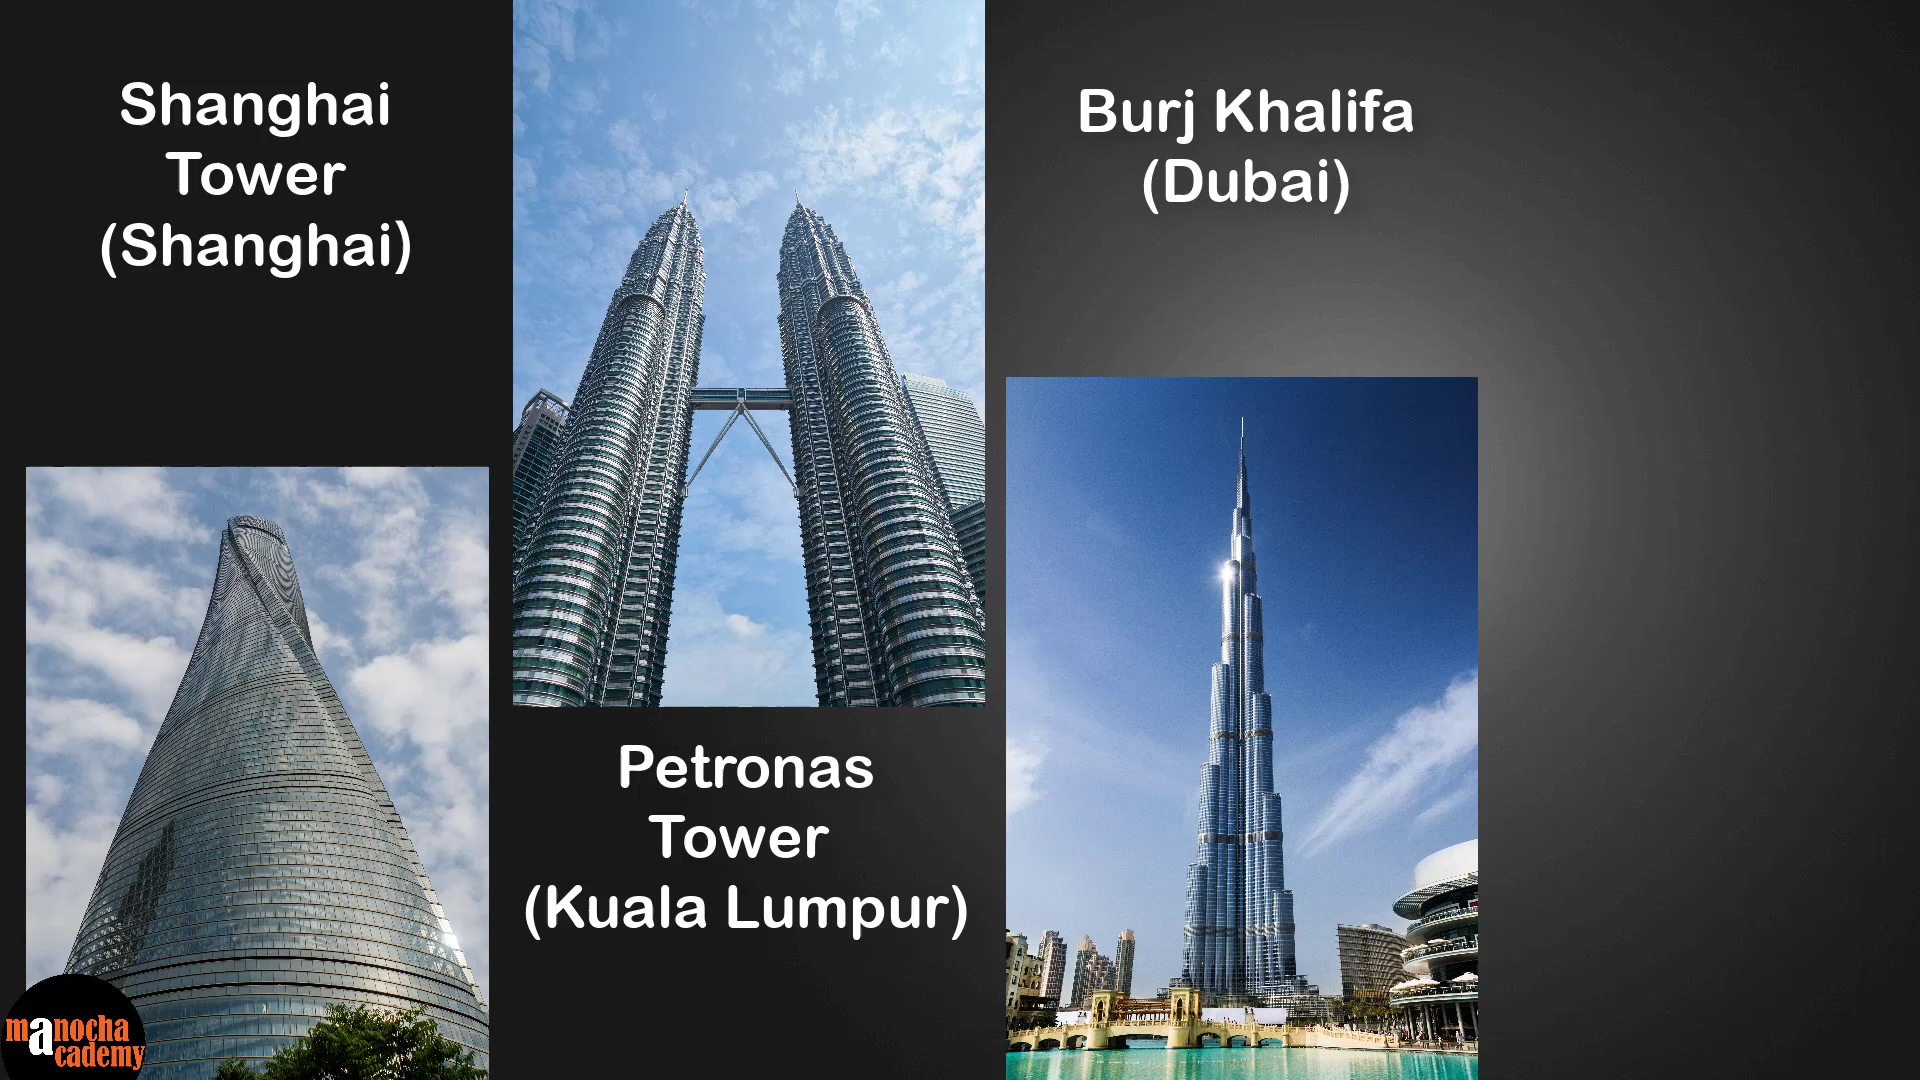 Shanghai
Tower
(Shanghai)
Petronas
Tower
(Kuala Lumpur)
Burj Khalifa
(Dubai)
manocha
academy